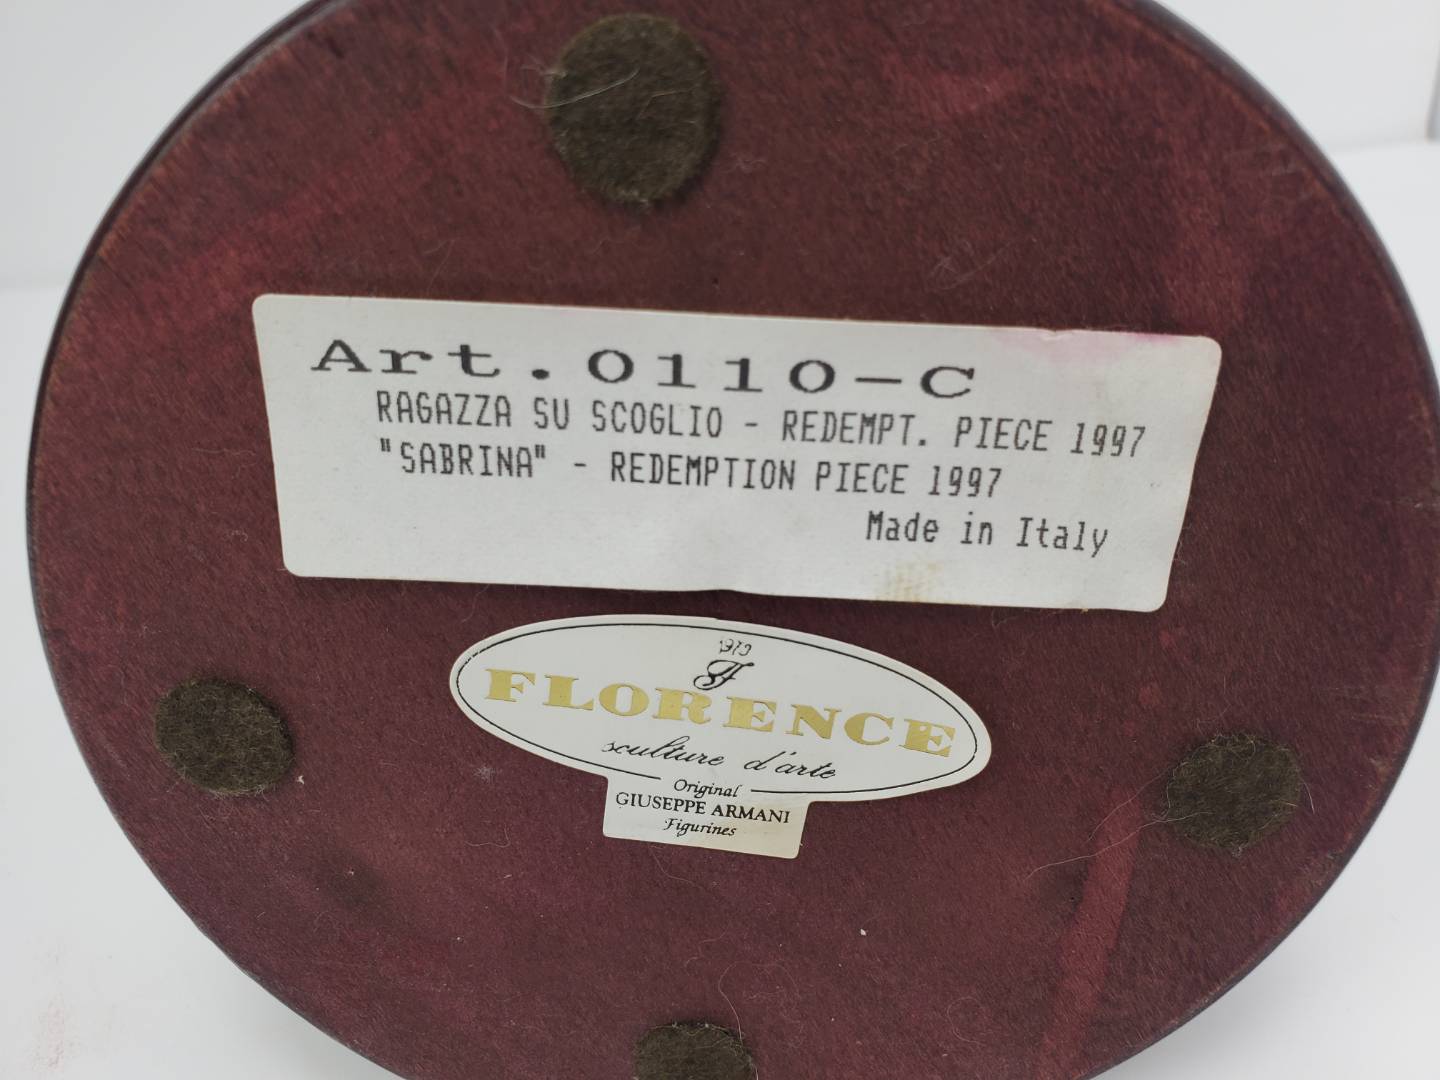 Art.0110-C
RAGAZZA SU SCOGLIO - REDEMPT. PIECE 1997
"SABRINA" - REDEMPTION PIECE 1997
Made in Italy
1973
FLORENCE
sculture d'arte
Original
GIUSEPPE ARMANI
Figurines